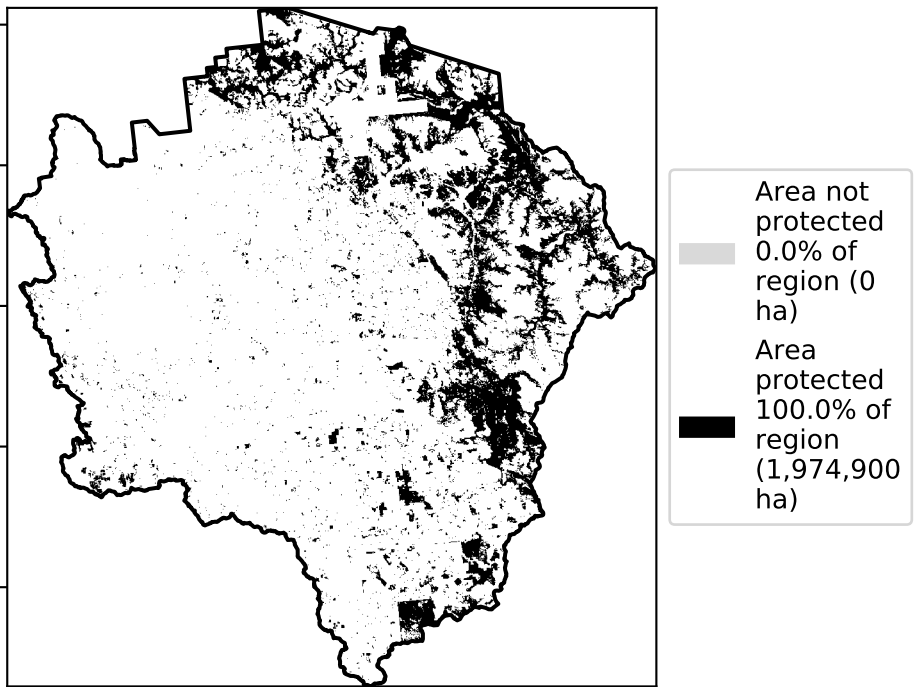 Area not
protected
0.0% of
region (0
ha)
Area
protected
100.0% of
region
(1,974,900
ha)